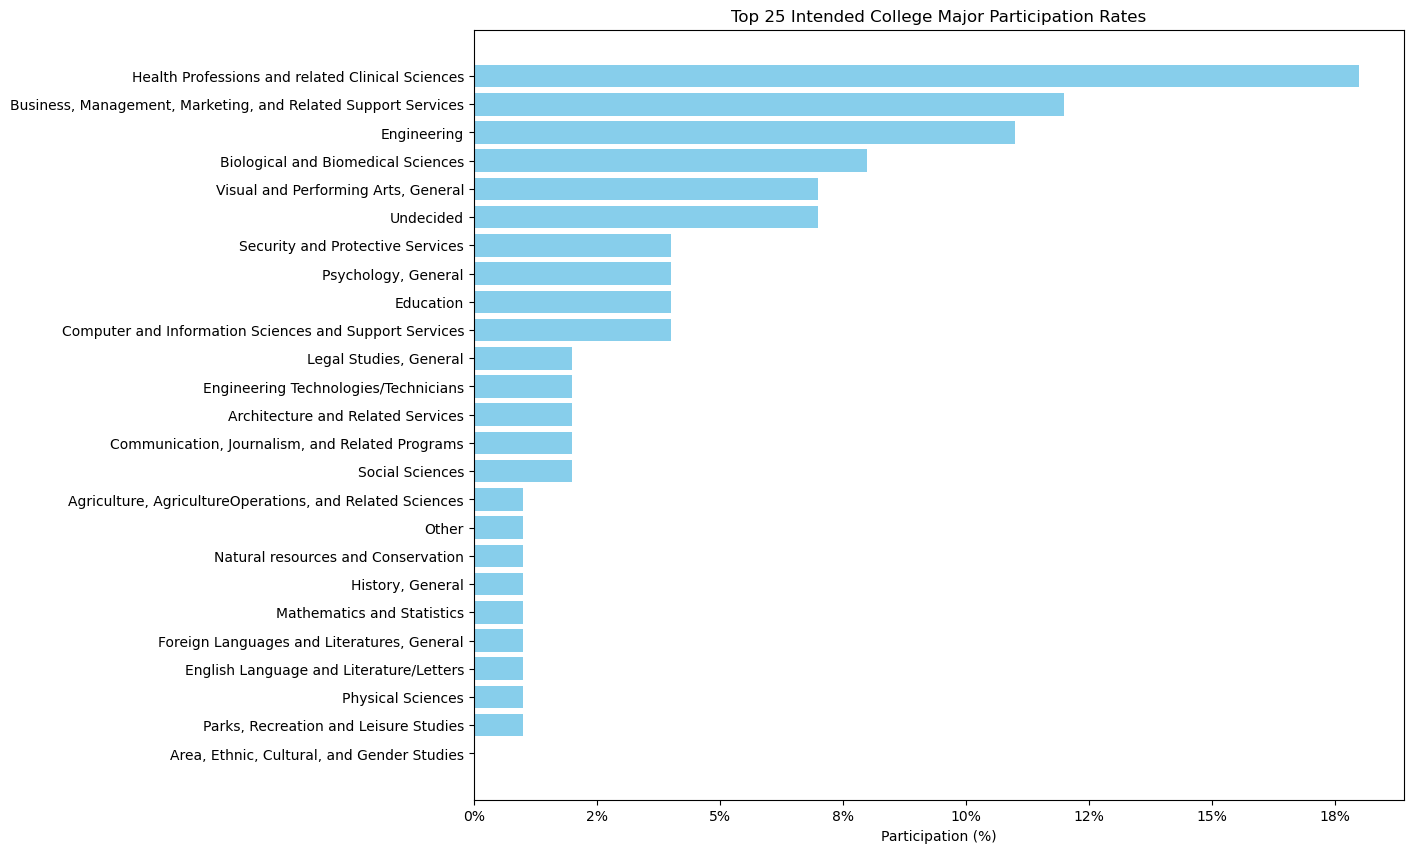 Top 25 Intended College Major Participation Rates
Health Professions and related Clinical Sciences
Business, Management, Marketing, and Related Support Services
Engineering
Biological and Biomedical Sciences
Visual and Performing Arts, General
Undecided
Security and Protective Services
Psychology, General
Education
Computer and Information Sciences and Support Services
Legal Studies, General
Engineering Technologies/Technicians
Architecture and Related Services
Communication, Journalism, and Related Programs
Social Sciences
Agriculture, AgricultureOperations, and Related Sciences
Other
Natural resources and Conservation
History, General
Mathematics and Statistics
Foreign Languages and Literatures, General
English Language and Literature/Letters
Physical Sciences
Parks, Recreation and Leisure Studies
Area, Ethnic, Cultural, and Gender Studies
0% 2% 5% 8% 10% 12% 15% 18%
Participation (%)